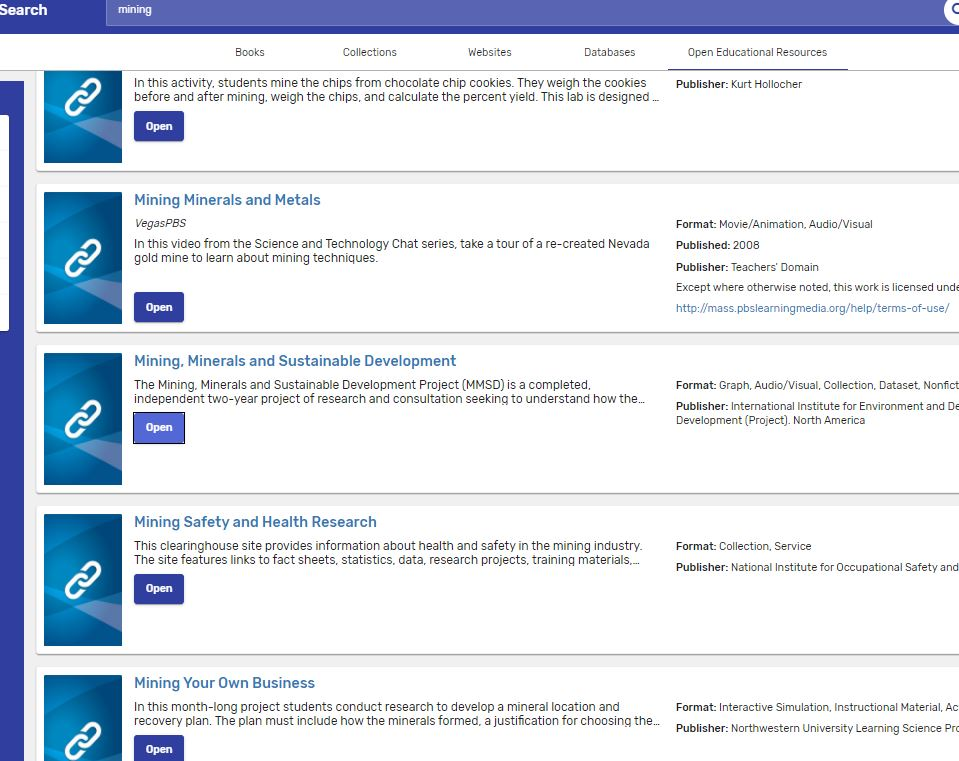 Search
mining
Books Collections Websites Databases Open Educational Resources
In this activity, students mine the chips from chocolate chip cookies. They weigh the cookies
before and after mining, weigh the chips, and calculate the percent yield. This lab is designed ...
Publisher: Kurt Hollocher
Open
Mining Minerals and Metals
VegasPBS
In this video from the Science and Technology Chat series, take a tour of a re-created Nevada
gold mine to learn about mining techniques.
Open
Format: Movie/Animation, Audio/Visual
Published: 2008
Publisher: Teachers' Domain
Except where otherwise noted, this work is licensed unde
http://mass.pbslearningmedia.org/help/terms-of-use/
Mining, Minerals and Sustainable Development
The Mining, Minerals and Sustainable Development Project (MMSD) is a completed,
independent two-year project of research and consultation seeking to understand how the...
Open
Format: Graph, Audio/Visual, Collection, Dataset, Nonfict
Publisher: International Institute for Environment and De
Development (Project). North America
Mining Safety and Health Research
This clearinghouse site provides information about health and safety in the mining industry.
The site features links to fact sheets, statistics, data, research projects, training materials,...
Open
Format: Collection, Service
Publisher: National Institute for Occupational Safety and
Mining Your Own Business
In this month-long project students conduct research to develop a mineral location and
recovery plan. The plan must include how the minerals formed, a justification for choosing the...
Open
Format: Interactive Simulation, Instructional Material, Ac
Publisher: Northwestern University Learning Science Pro